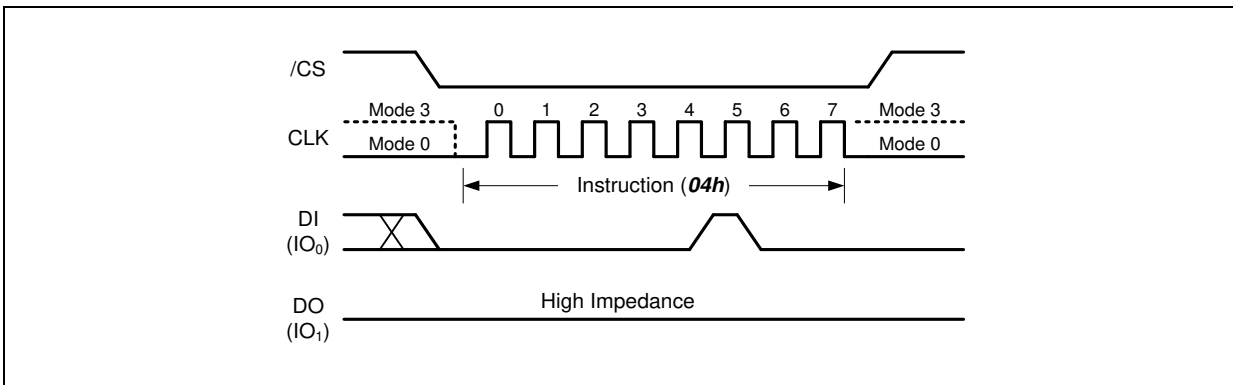 /CS
Mode 3 0 1 2 3 4 5 6 7 Mode 3
CLK
Mode 0 Mode 0
Instruction (04h)
DI
(IO₀)
High Impedance
DO
(IO₁)